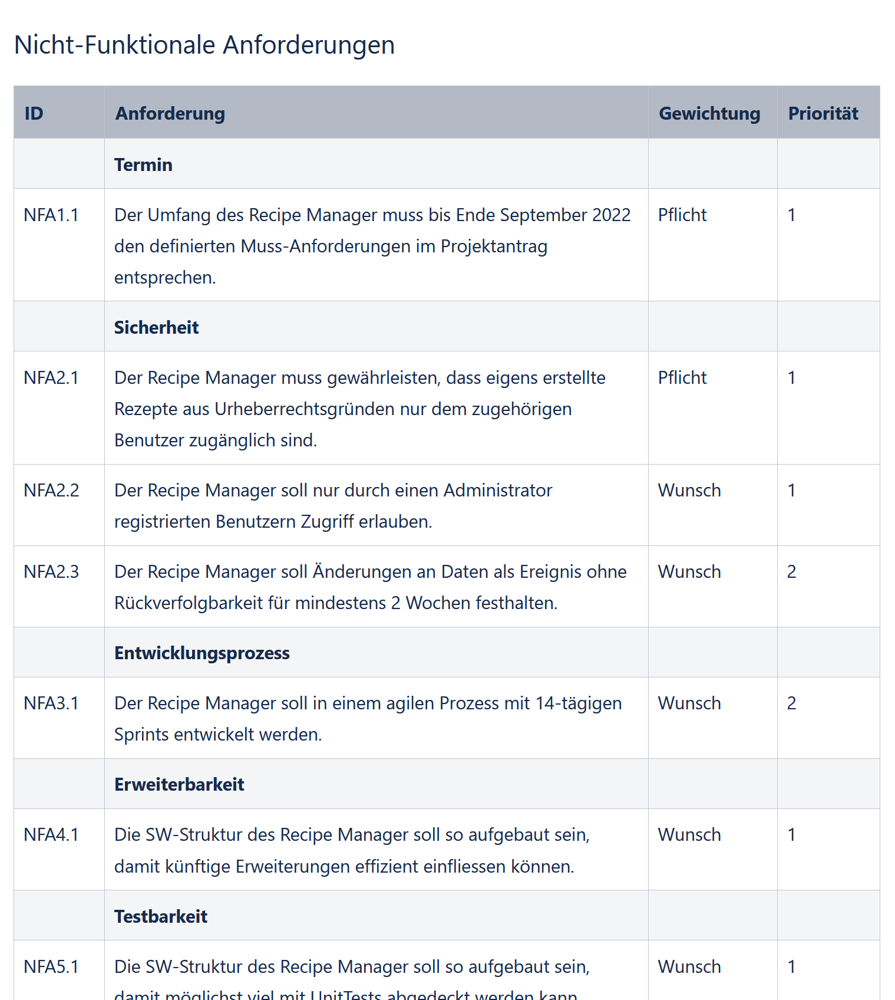 Nicht-Funktionale Anforderungen
ID Anforderung Gewichtung Priorität
Termin
NFA1.1 Der Umfang des Recipe Manager muss bis Ende September 2022 Pflicht 1
den definierten Muss-Anforderungen im Projektantrag
entsprechen.
Sicherheit
NFA2.1 Der Recipe Manager muss gewährleisten, dass eigens erstellte Pflicht 1
Rezepte aus Urheberrechtsgründen nur dem zugehörigen
Benutzer zugänglich sind.
NFA2.2 Der Recipe Manager soll nur durch einen Administrator Wunsch 1
registrierten Benutzern Zugriff erlauben.
NFA2.3 Der Recipe Manager soll Änderungen an Daten als Ereignis ohne Wunsch 2
Rückverfolgbarkeit für mindestens 2 Wochen festhalten.
Entwicklungsprozess
NFA3.1 Der Recipe Manager soll in einem agilen Prozess mit 14-tägigen Wunsch 2
Sprints entwickelt werden.
Erweiterbarkeit
NFA4.1 Die SW-Struktur des Recipe Manager soll so aufgebaut sein, Wunsch 1
damit künftige Erweiterungen effizient einfliessen können.
Testbarkeit
NFA5.1 Die SW-Struktur des Recipe Manager soll so aufgebaut sein, Wunsch 1
damit möglichst viel mit UnitTests abgedeckt werden kann